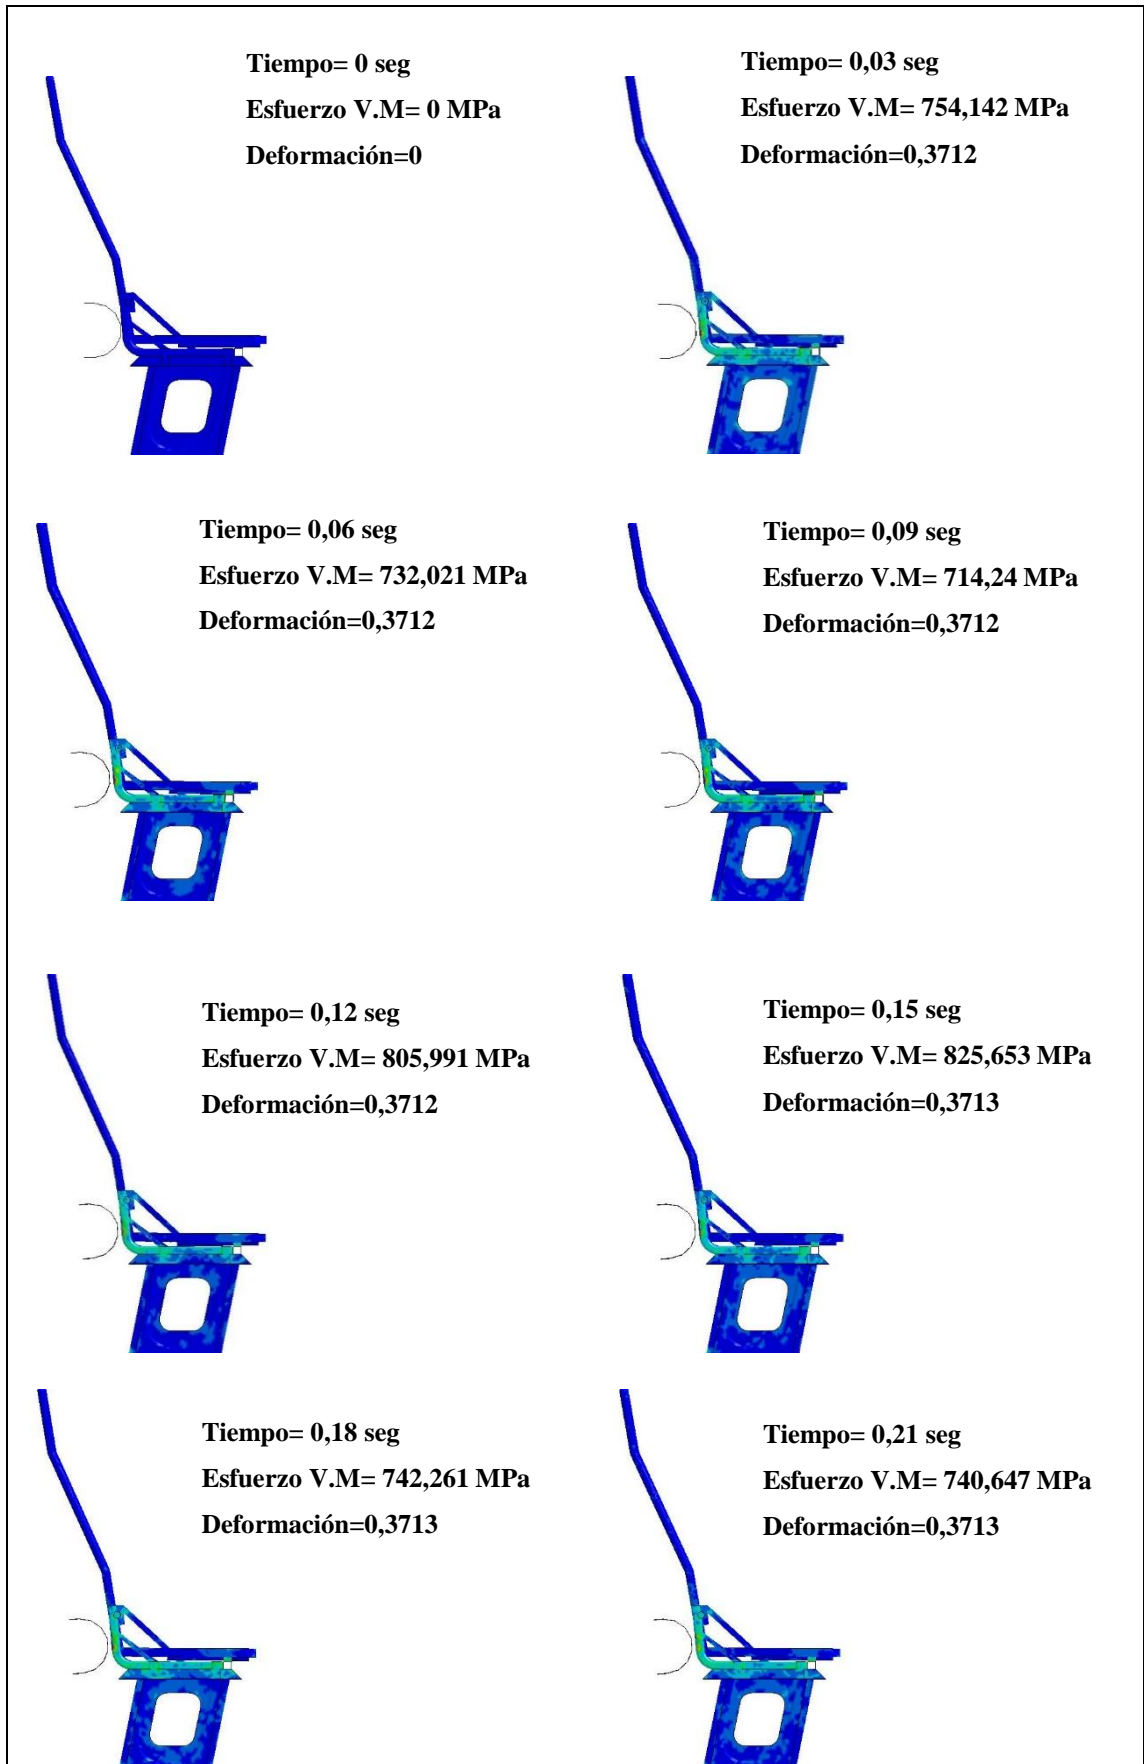 Tiempo= 0 seg
Esfuerzo V.M= 0 MPa
Deformación=0
Tiempo= 0,03 seg
Esfuerzo V.M= 754,142 MPa
Deformación=0,3712
Tiempo= 0,06 seg
Esfuerzo V.M= 732,021 MPa
Deformación=0,3712
Tiempo= 0,09 seg
Esfuerzo V.M= 714,24 MPa
Deformación=0,3712
Tiempo= 0,12 seg
Esfuerzo V.M= 805,991 MPa
Deformación=0,3712
Tiempo= 0,15 seg
Esfuerzo V.M= 825,653 MPa
Deformación=0,3713
Tiempo= 0,18 seg
Esfuerzo V.M= 742,261 MPa
Deformación=0,3713
Tiempo= 0,21 seg
Esfuerzo V.M= 740,647 MPa
Deformación=0,3713